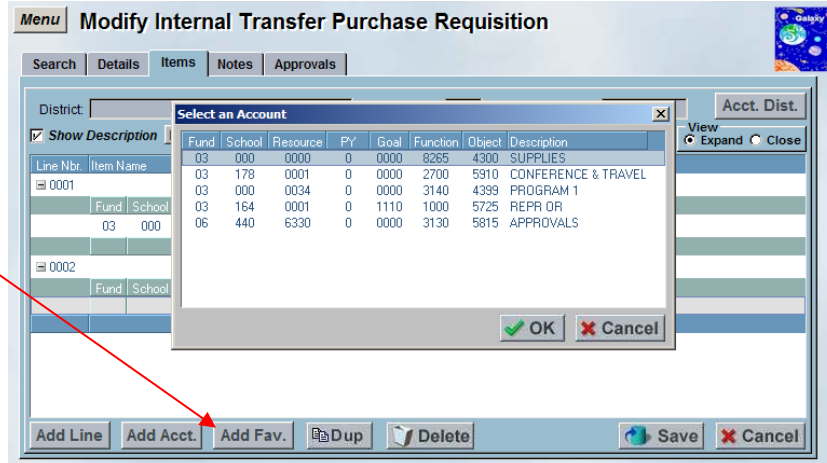 Menu Modify Internal Transfer Purchase Requisition
Galaxy
Search Details Items Notes Approvals
District: Acct. Dist.
Select an Account
Show Description View
Expand Close
Fund School Resource PY Goal Function Object Description
03 000 0000 0 0000 8265 4300 SUPPLIES
03 178 0001 0 0000 2700 5910 CONFERENCE & TRAVEL
03 000 0034 0 0000 3140 4399 PROGRAM 1
03 164 0001 0 1110 1000 5725 REPR OR
06 440 6330 0 0000 3130 5815 APPROVALS
OK Cancel
Line Nbr. Item Name
0001
Fund School
03 000
0002
Fund School
Add Line Add Acct. Add Fav. Dup Delete Save Cancel